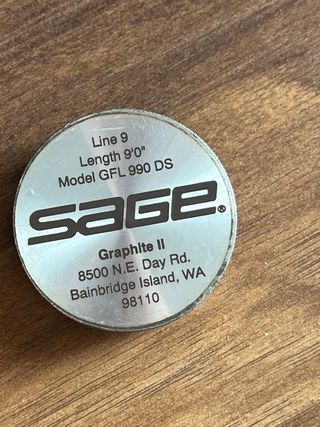 Line 9
Length 9'0"
Model GFL 990 DS
SAGE®
Graphite II
8500 N.E. Day Rd.
Bainbridge Island, WA
98110